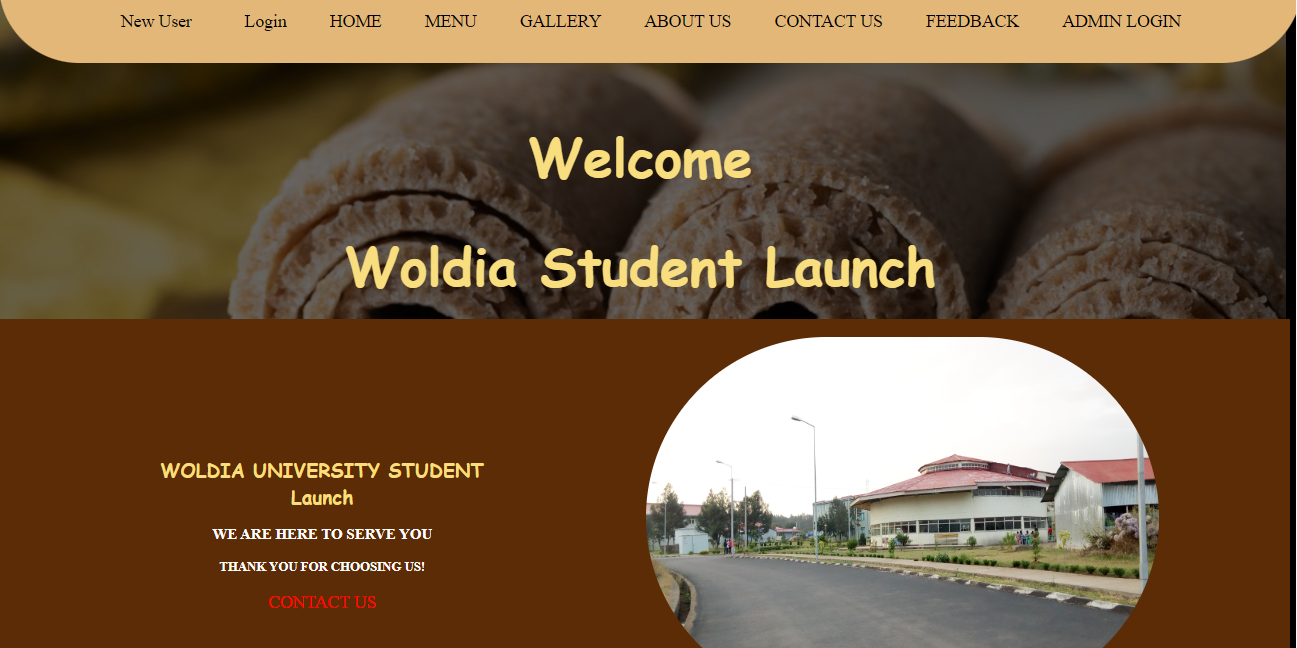 New User Login HOME MENU GALLERY ABOUT US CONTACT US FEEDBACK ADMIN LOGIN
Welcome
Woldia Student Launch
WOLDIA UNIVERSITY STUDENT
Launch
WE ARE HERE TO SERVE YOU
THANK YOU FOR CHOOSING US!
CONTACT US